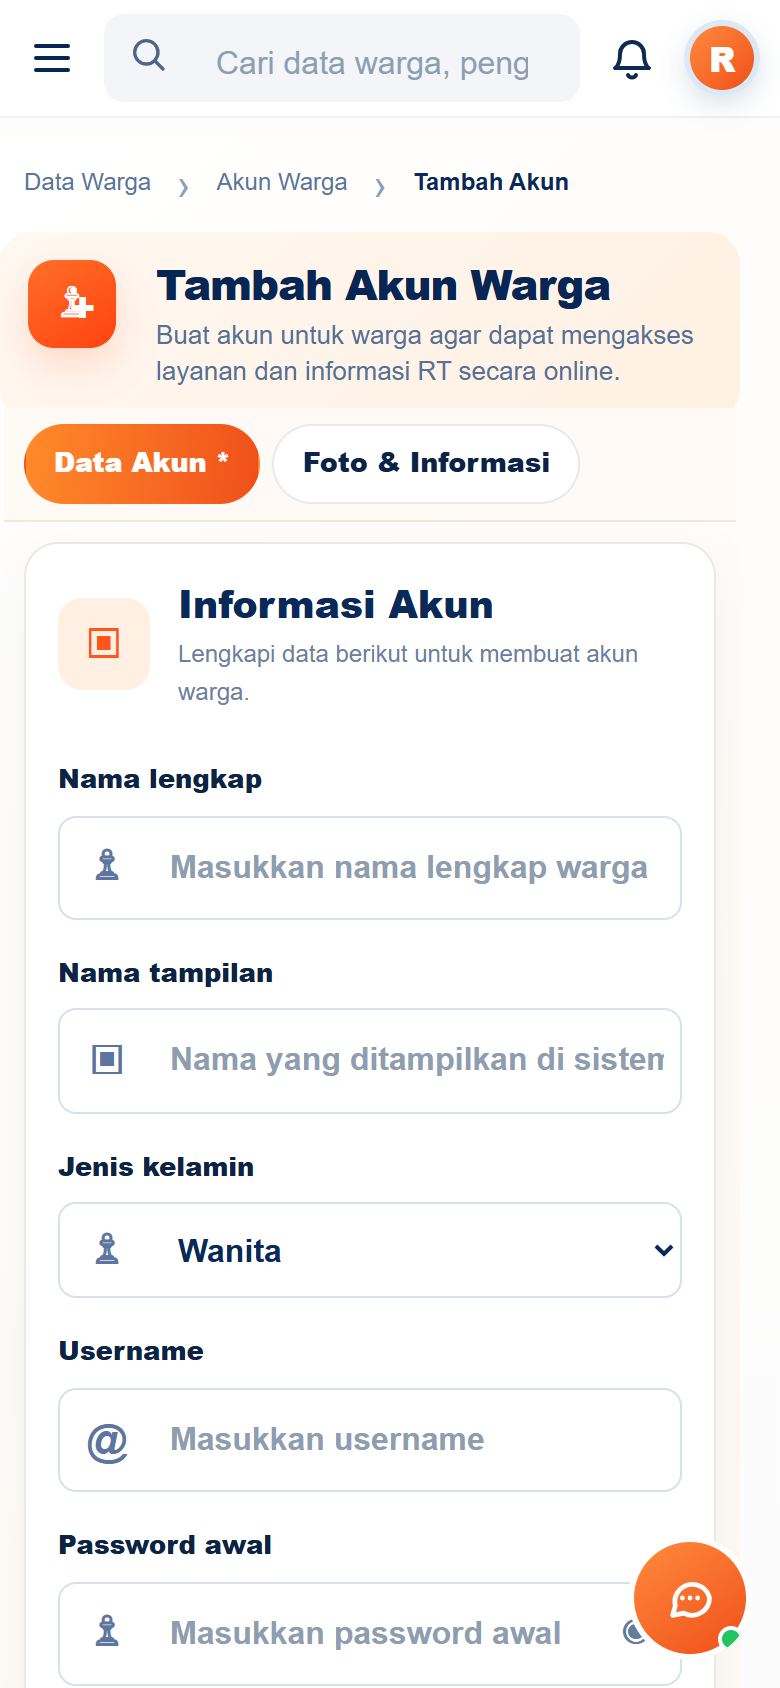 Cari data warga, peng
R
Data Warga › Akun Warga › Tambah Akun
Tambah Akun Warga
Buat akun untuk warga agar dapat mengakses
layanan dan informasi RT secara online.
Data Akun *
Foto & Informasi
Informasi Akun
Lengkapi data berikut untuk membuat akun
warga.
Nama lengkap
Masukkan nama lengkap warga
Nama tampilan
Nama yang ditampilkan di sistem
Jenis kelamin
Wanita
Username
@ Masukkan username
Password awal
Masukkan password awal